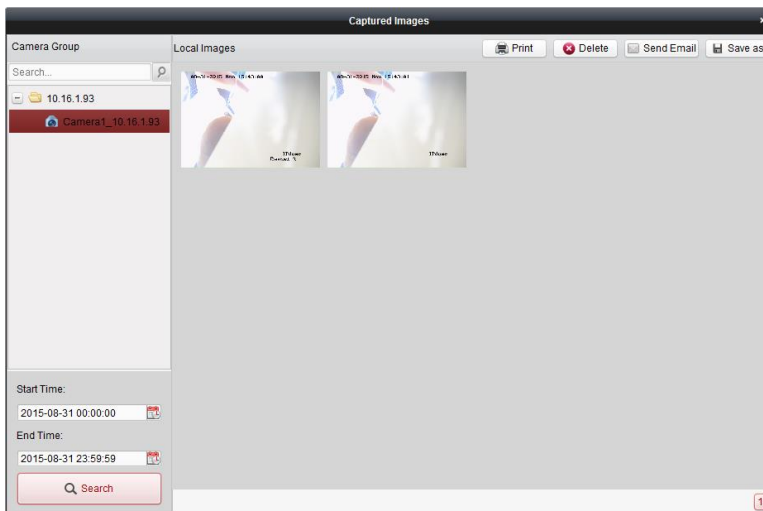 Captured Images
Camera Group
Local Images
Print
Delete
Send Email
Save as
Search...
10.16.1.93
Camera1_10.16.1.93
Start Time:
2015-08-31 00:00:00
End Time:
2015-08-31 23:59:59
Search
1